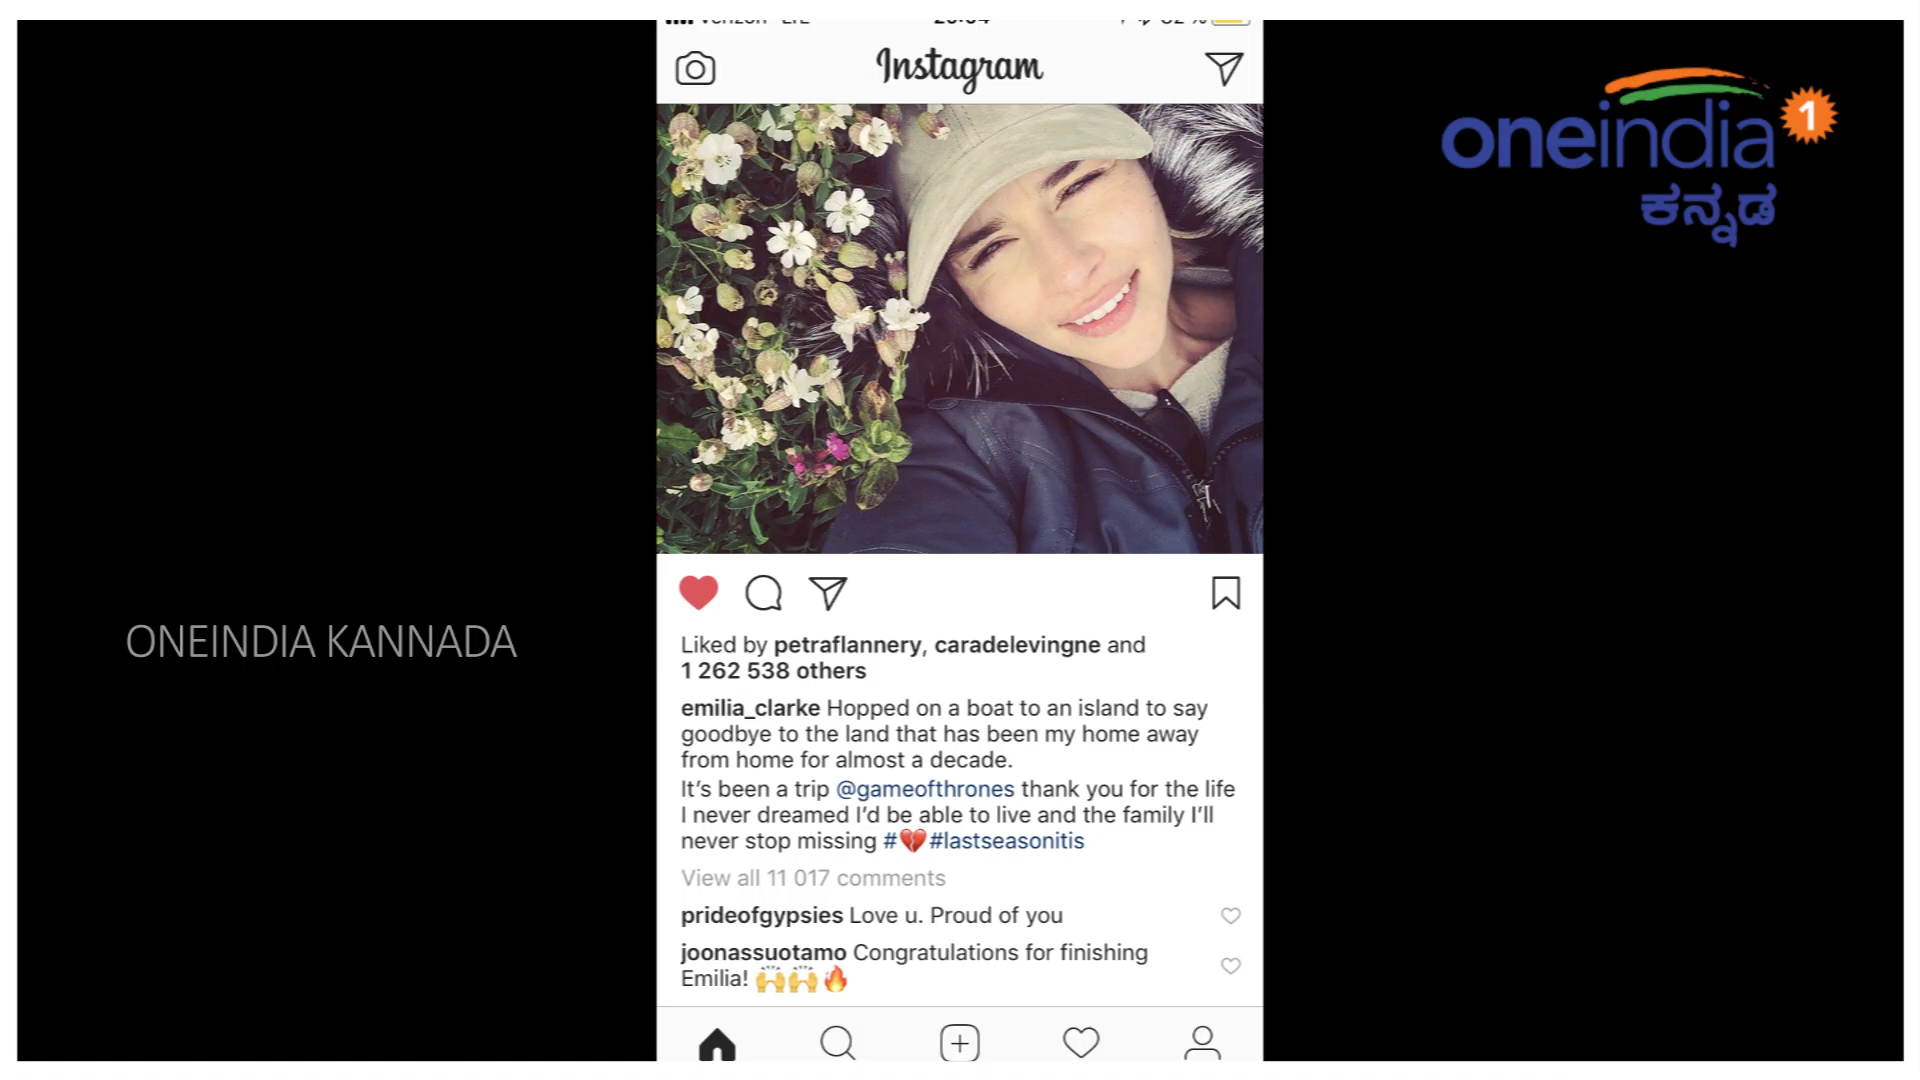 Instagram
oneindia 1
ಕನ್ನಡ
ONEINDIA KANNADA
Liked by petraflannery, caradelevingne and
1 262 538 others
emilia_clarke Hopped on a boat to an island to say
goodbye to the land that has been my home away
from home for almost a decade.
It’s been a trip @gameofthrones thank you for the life
I never dreamed I’d be able to live and the family I’ll
never stop missing #💔#lastseasonitis
View all 11 017 comments
prideofgypsies Love u. Proud of you
joonassuotamo Congratulations for finishing
Emilia! 🙌🙌🔥